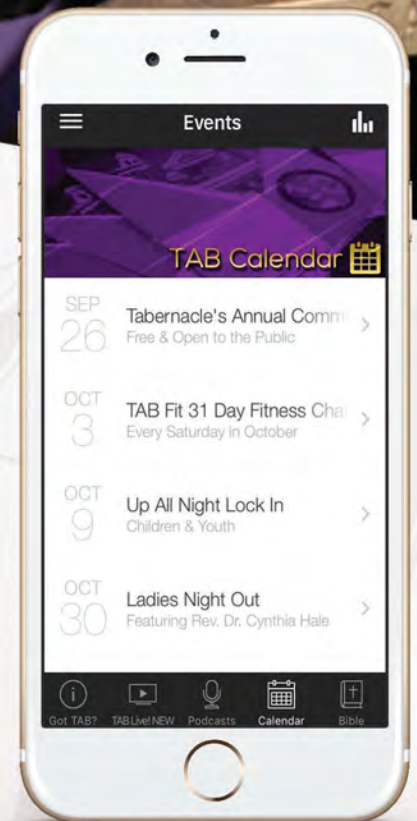 Events
TAB Calendar
SEP
26
Tabernacle's Annual Comm
Free & Open to the Public
OCT
3
TAB Fit 31 Day Fitness Cha
Every Saturday in October
OCT
9
Up All Night Lock In
Children & Youth
OCT
30
Ladies Night Out
Featuring Rev. Dr. Cynthia Hale
Got TAB?
TAB Live! NEW
Podcasts
Calendar
Bible